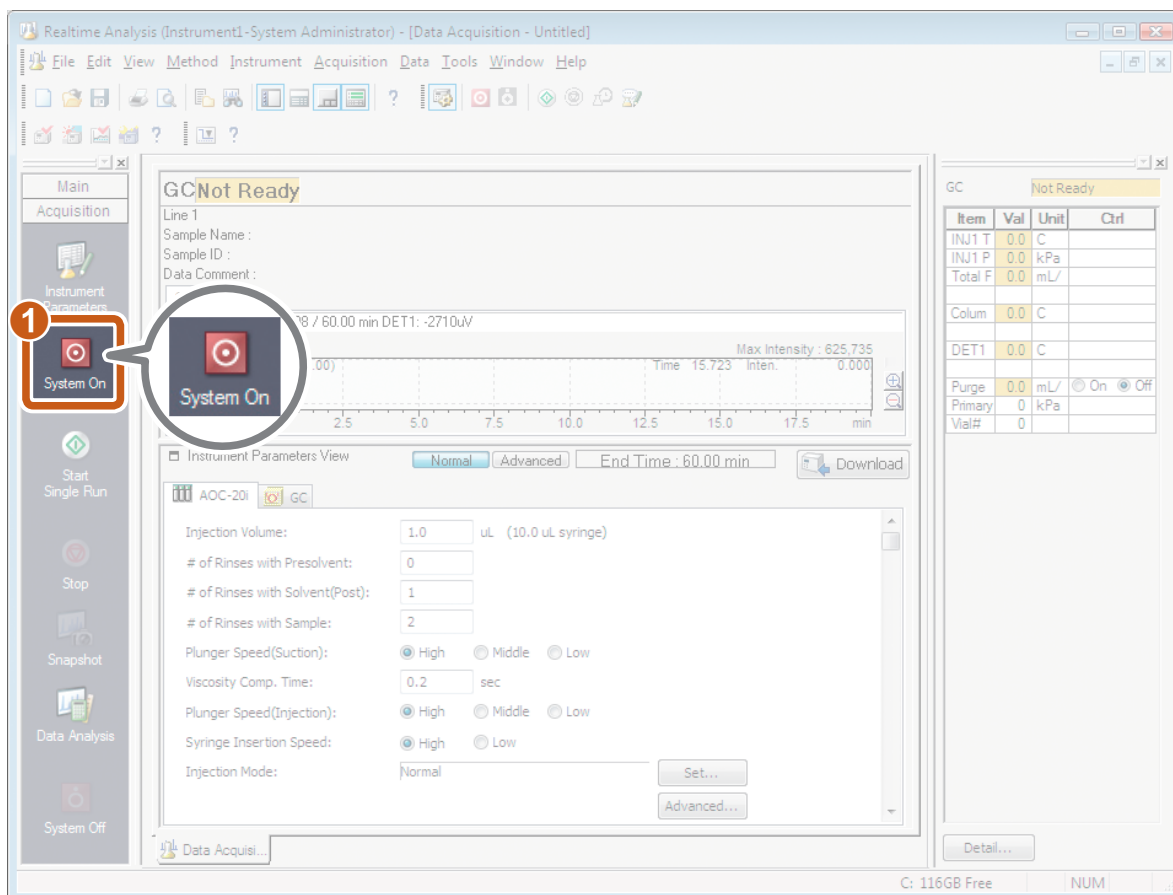 Realtime Analysis (Instrument1-System Administrator) - [Data Acquisition - Untitled]
File Edit View Method Instrument Acquisition Data Tools Window Help
?
? ?
Main
Acquisition
Instrument
Parameters
1
System On
Start
Single Run
Stop
Snapshot
Data Analysis
System Off
System On
GC Not Ready
Line 1
Sample Name :
Sample ID :
Data Comment :
8 / 60.00 min DET1: -2710uV
Max Intensity : 625,735
.00) Time 15.723 Inten. 0.000
2.5 5.0 7.5 10.0 12.5 15.0 17.5 min
Instrument Parameters View Normal Advanced End Time : 60.00 min Download
AOC-20i GC
Injection Volume: 1.0 uL (10.0 uL syringe)
# of Rinses with Presolvent: 0
# of Rinses with Solvent(Post): 1
# of Rinses with Sample: 2
Plunger Speed(Suction): High Middle Low
Viscosity Comp. Time: 0.2 sec
Plunger Speed(Injection): High Middle Low
Syringe Insertion Speed: High Low
Injection Mode: Normal Set...
Advanced...
Data Acquisi...
GC Not Ready
Item Val Unit Ctrl
INJ1 T 0.0 C
INJ1 P 0.0 kPa
Total F 0.0 mL/
Colum 0.0 C
DET1 0.0 C
Purge 0.0 mL/ On Off
Primary 0 kPa
Vial# 0
Detail...
C: 116GB Free NUM